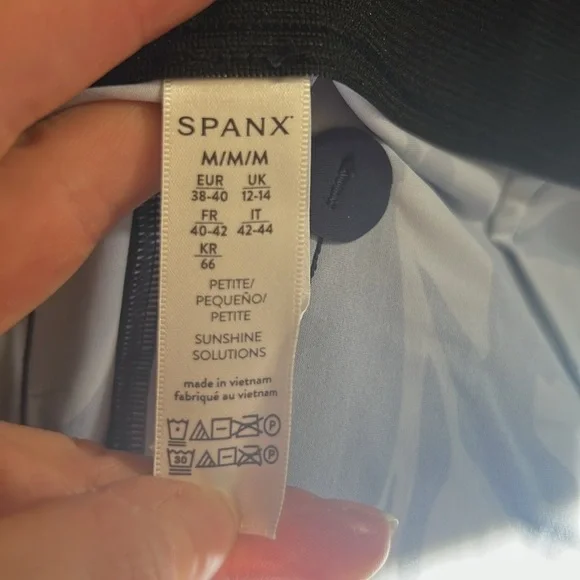 SPANX™
M/M/M
EUR UK
38-40 12-14
FR IT
40-42 42-44
KR
66
PETITE/
PEQUEÑO/
PETITE
SUNSHINE
SOLUTIONS
made in vietnam
fabriqué au vietnam
P
30 P